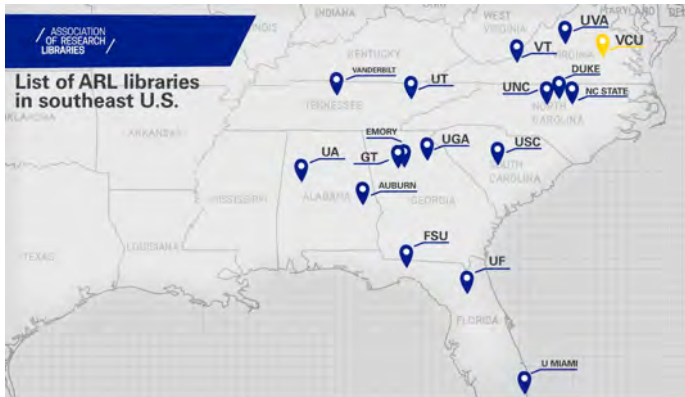 ASSOCIATION
OF RESEARCH
LIBRARIES
List of ARL libraries
in southeast U.S.
INDIANA
WEST
VIRGINIA
MARYLAND
UVA
VCU
VT
VIRGINIA
KENTUCKY
VANDERBILT
UT
DUKE
UNC
NC STATE
TENNESSEE
NORTH
CAROLINA
OKLAHOMA
ARKANSAS
EMORY
UGA
USC
UA
GT
SOUTH
CAROLINA
AUBURN
MISSISSIPPI
ALABAMA
GEORGIA
FSU
LOUISIANA
TEXAS
UF
FLORIDA
U MIAMI